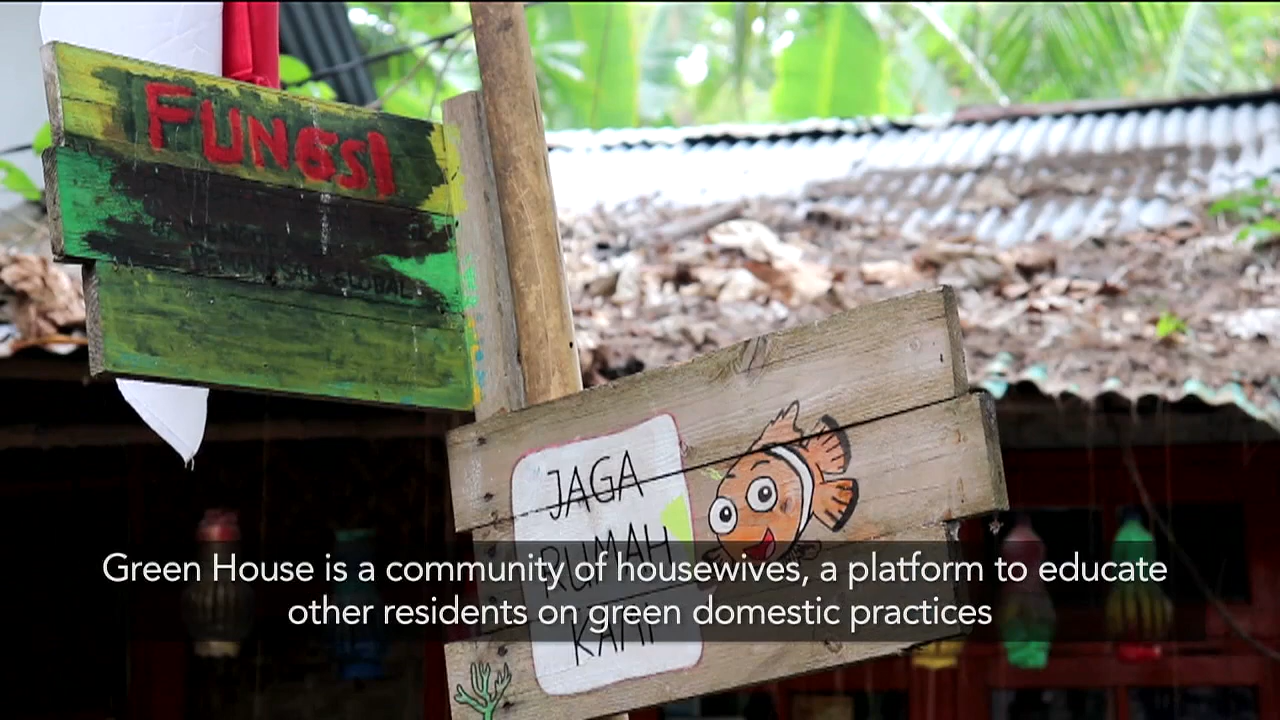 FUNGSI
GLOBAL
JAGA
RUMAH
KAMI
Green House is a community of housewives, a platform to educate
other residents on green domestic practices